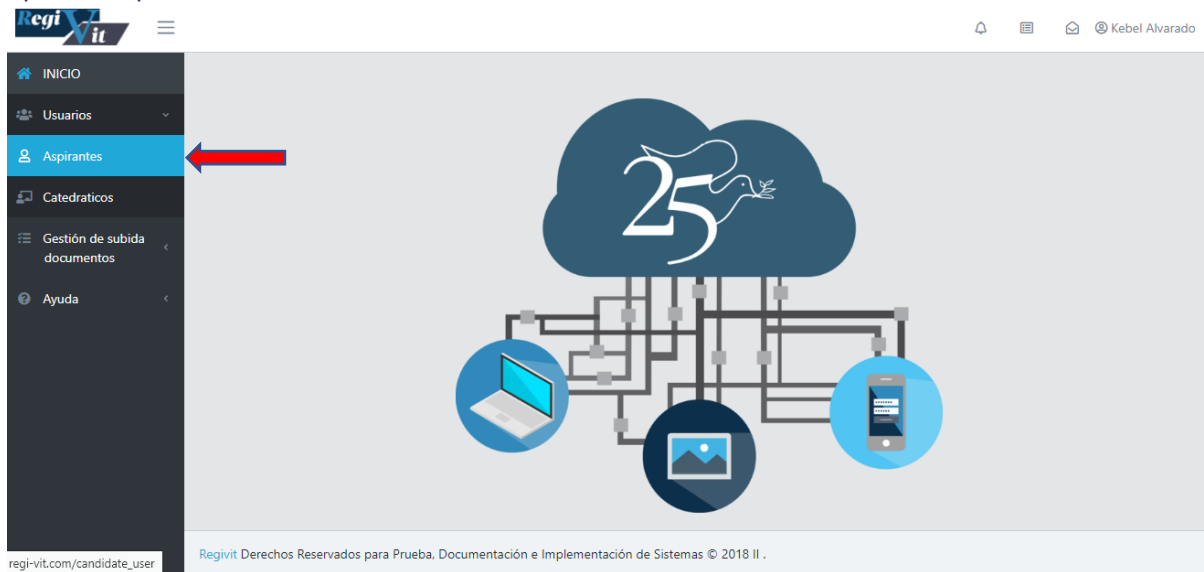 Regi
Vit
Kebel Alvarado
INICIO
Usuarios
Aspirantes
Catedraticos
Gestión de subida
documentos
Ayuda
25
Regivit Derechos Reservados para Prueba, Documentación e Implementación de Sistemas © 2018 II .
regi-vit.com/candidate_user